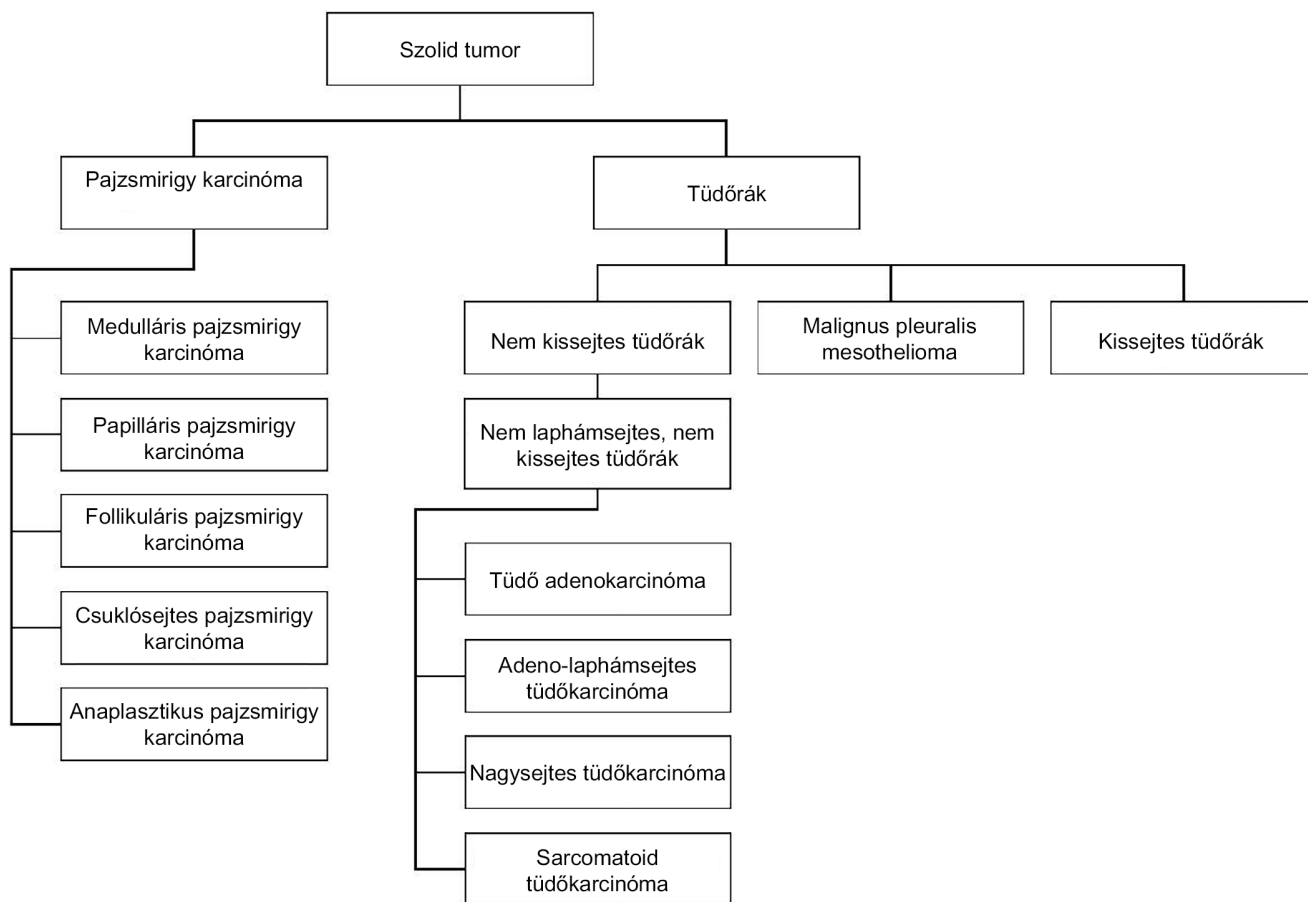 Szolid tumor
Pajzsmirigy karcinóma
Tüdőrák
Medulláris pajzsmirigy
karcinóma
Papilláris pajzsmirigy
karcinóma
Follikuláris pajzsmirigy
karcinóma
Csuklósejtes pajzsmirigy
karcinóma
Anaplasztikus pajzsmirigy
karcinóma
Nem kissejtes tüdőrák
Malignus pleuralis
mesothelioma
Kissejtes tüdőrák
Nem laphámsejtes, nem
kissejtes tüdőrák
Tüdő adenokarcinóma
Adeno-laphámsejtes
tüdőkarcinóma
Nagysejtes tüdőkarcinóma
Sarcomatoid
tüdőkarcinóma